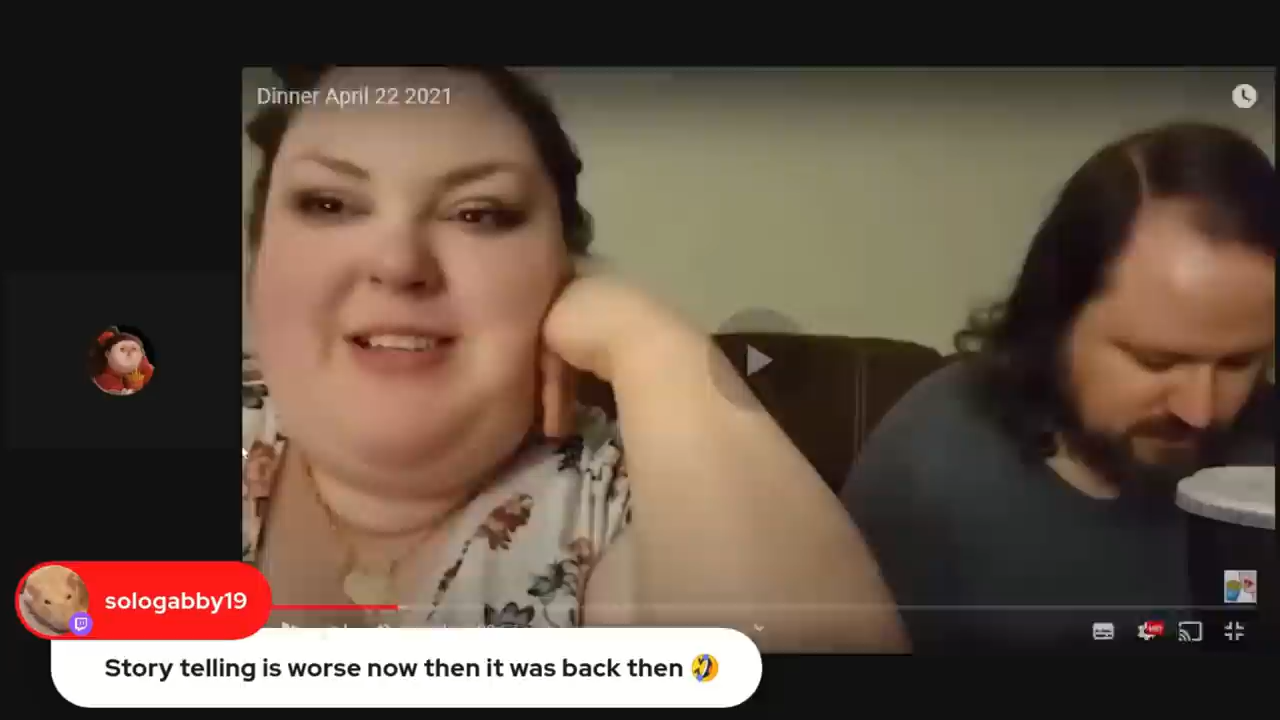 Dinner April 22 2021
sologabby19
Story telling is worse now then it was back then 🤣